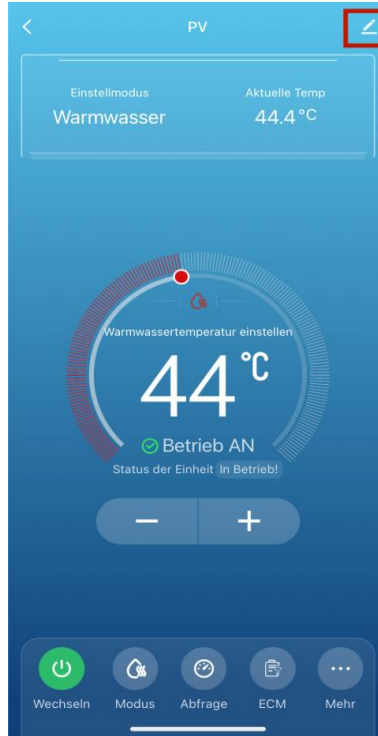 PV
Einstellmodus Aktuelle Temp
Warmwasser 44.4°C
Warmwassertemperatur einstellen
44°C
Betrieb AN
Status der Einheit In Betrieb!
− +
Wechseln Modus Abfrage ECM Mehr